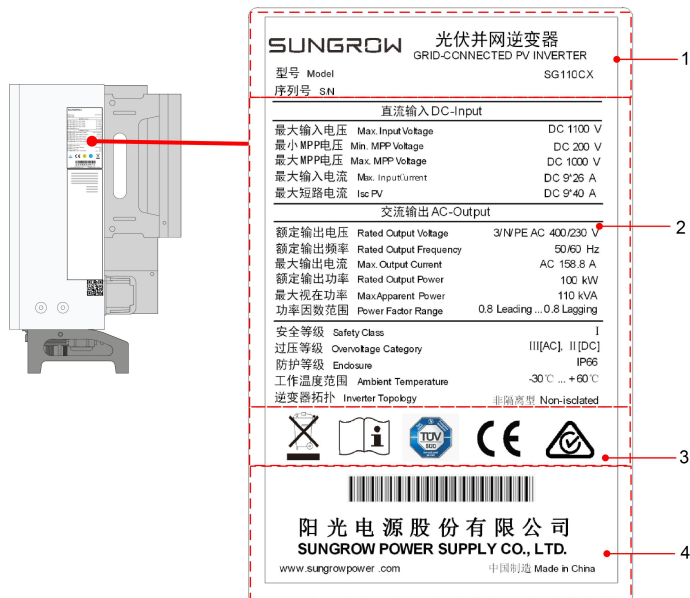 SUNGROW 光伏并网逆变器
GRID-CONNECTED PV INVERTER
型号 Model SG110CX
序列号 S/N
1
直流输入 DC-Input
最大输入电压 Max. Input Voltage DC 1100 V
最小MPP电压 Min. MPP Voltage DC 200 V
最大MPP电压 Max. MPP Voltage DC 1000 V
最大输入电流 Max. Input Current DC 9*26 A
最大短路电流 Isc PV DC 9*40 A
交流输出 AC-Output
额定输出电压 Rated Output Voltage 3/N/PE AC 400/230 V
2
额定输出频率 Rated Output Frequency 50/60 Hz
最大输出电流 Max. Output Current AC 158.8 A
额定输出功率 Rated Output Power 100 kW
最大视在功率 Max.Apparent Power 110 kVA
功率因数范围 Power Factor Range 0.8 Leading ... 0.8 Lagging
安全等级 Safety Class I
过压等级 Overvoltage Category III[AC], II[DC]
防护等级 Enclosure IP66
工作温度范围 Ambient Temperature -30℃ ... +60℃
逆变器拓扑 Inverter Topology 非隔离型 Non-isolated
i TÜV SÜD CE
3
阳光电源股份有限公司
SUNGROW POWER SUPPLY CO., LTD.
4
www.sungrowpower .com 中国制造 Made in China